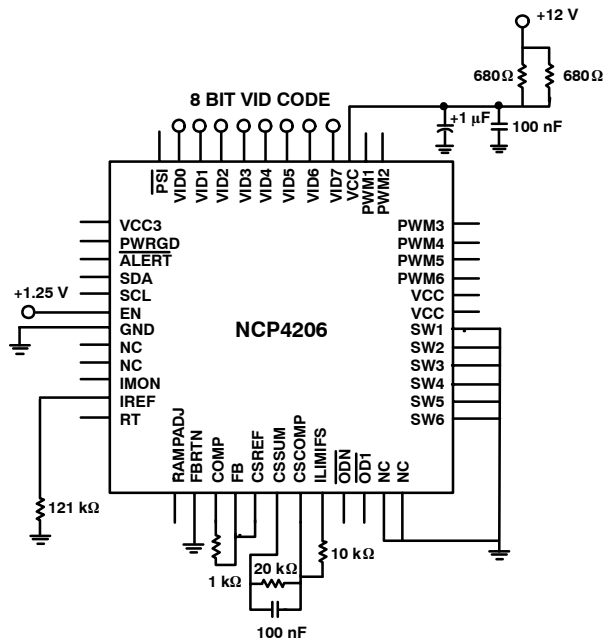 +12 V
680Ω 680Ω
8 BIT VID CODE
+1 µF
100 nF
PSI
VID0
VID1
VID2
VID3
VID4
VID5
VID6
VID7
VCC
PWM1
PWM2
VCC3
PWRGD
ALERT
SDA
SCL
+1.25 V
EN
GND
NC
NC
IMON
IREF
RT
NCP4206
PWM3
PWM4
PWM5
PWM6
VCC
VCC
SW1
SW2
SW3
SW4
SW5
SW6
RAMPADJ
FBRTN
COMP
FB
CSREF
CSSUM
CSCOMP
ILIMIFS
ODN
OD1
NC
NC
121 kΩ
1 kΩ
20 kΩ
10 kΩ
100 nF